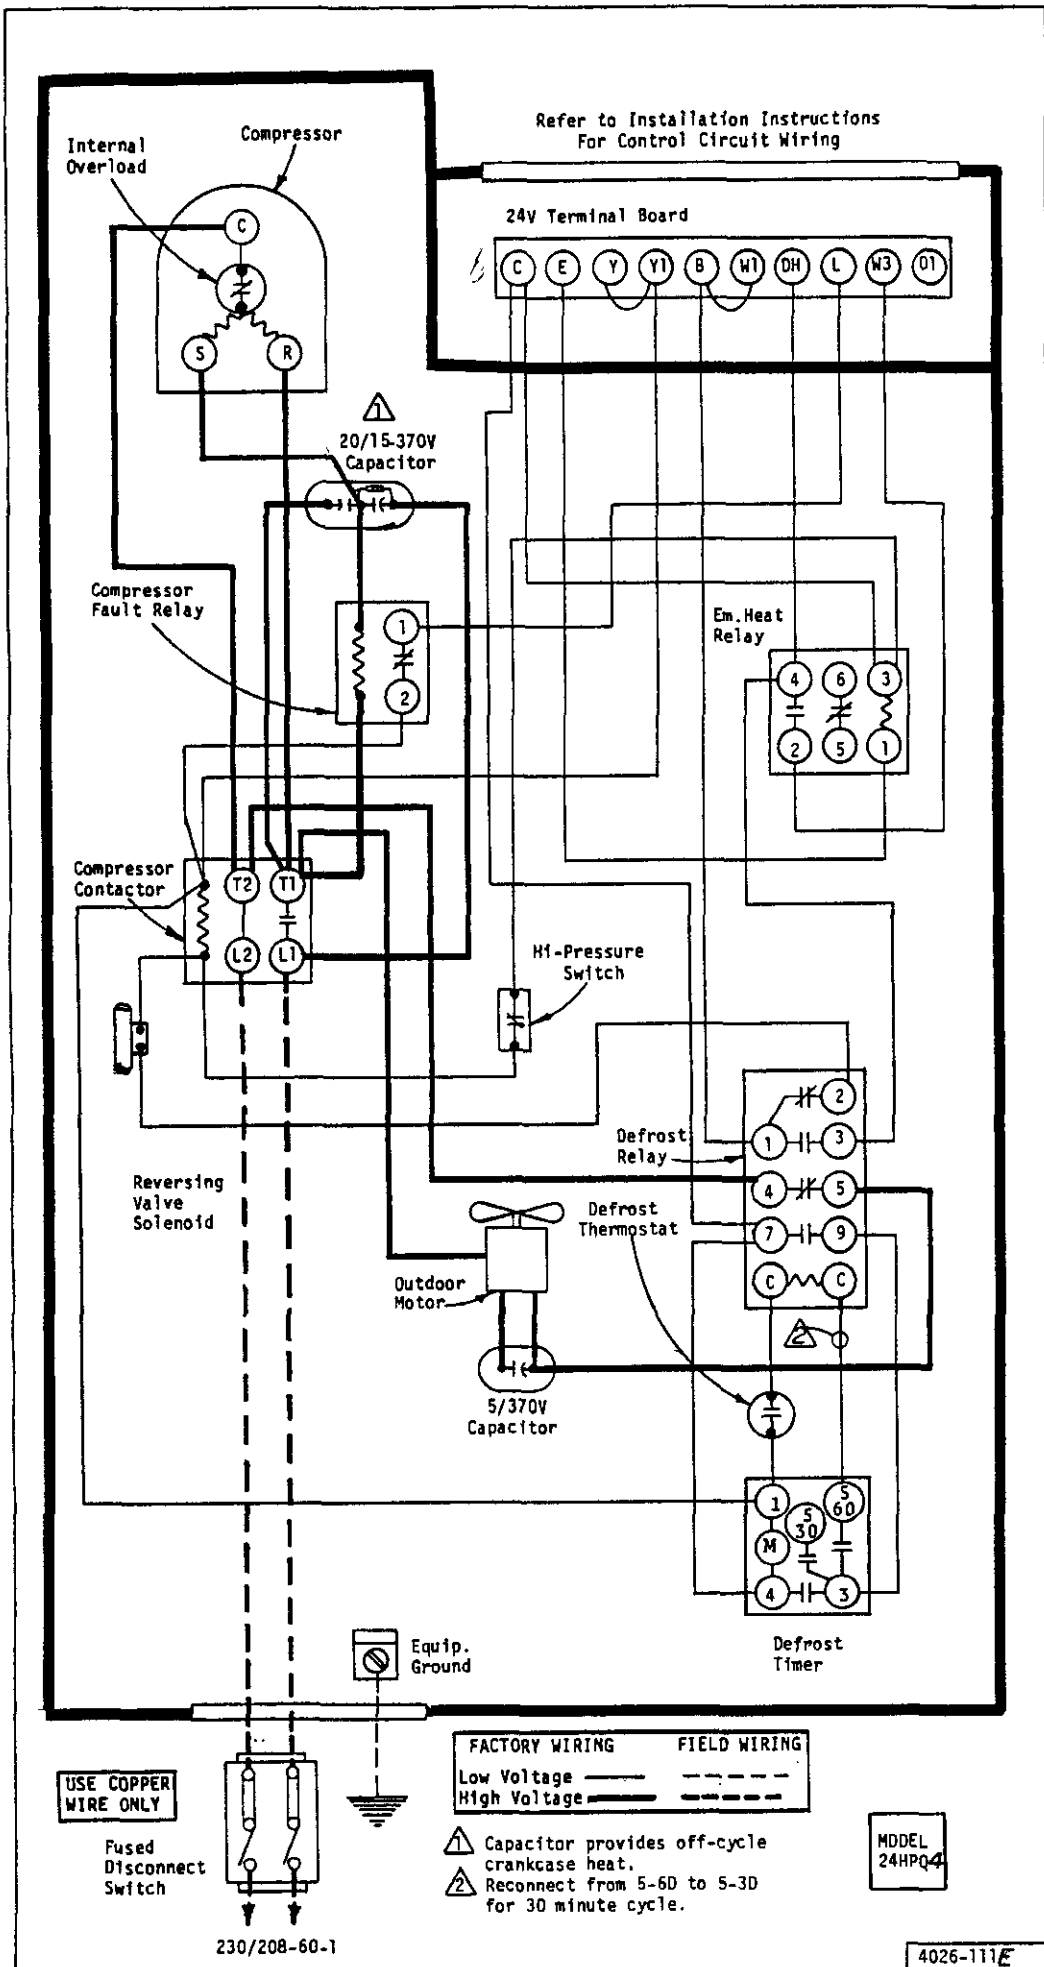 Refer to Installation Instructions
For Control Circuit Wiring
Internal
Overload
Compressor
24V Terminal Board
C E Y Y1 B W1 DH L W3 O1
C
S R
1
20/15-370V
Capacitor
Compressor
Fault Relay
1
2
Em.Heat
Relay
4 6 3
2 5 1
Compressor
Contactor
T2 T1
L2 L1
Hi-Pressure
Switch
Defrost
Relay
2
1 3
4 5
7 9
C C
2
Reversing
Valve
Solenoid
Defrost
Thermostat
Outdoor
Motor
5/370V
Capacitor
1 S 30 S 60
M
4 3
Defrost
Timer
Equip.
Ground
USE COPPER
WIRE ONLY
Fused
Disconnect
Switch
230/208-60-1
FACTORY WIRING FIELD WIRING
Low Voltage
High Voltage
1 Capacitor provides off-cycle
crankcase heat.
2 Reconnect from 5-6D to 5-3D
for 30 minute cycle.
MODEL
24HPQ4
4026-111E